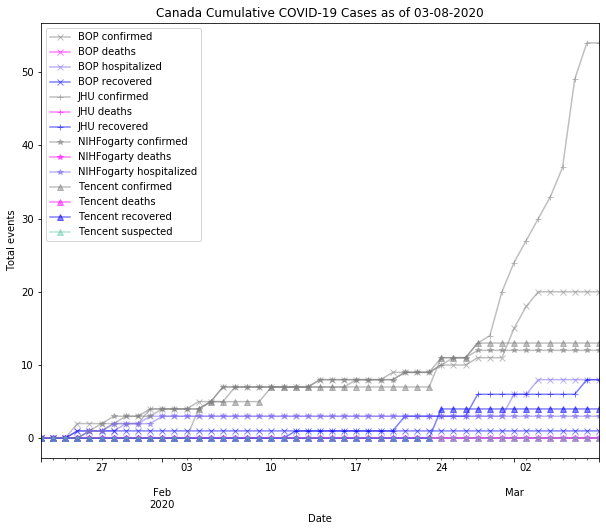 Canada Cumulative COVID-19 Cases as of 03-08-2020
BOP confirmed
BOP deaths
BOP hospitalized
BOP recovered
JHU confirmed
JHU deaths
JHU recovered
NIHFogarty confirmed
NIHFogarty deaths
NIHFogarty hospitalized
Tencent confirmed
Tencent deaths
Tencent recovered
Tencent suspected
Total events
50
40
30
20
10
0
27 03 10 17 24 02
Feb Mar
2020
Date